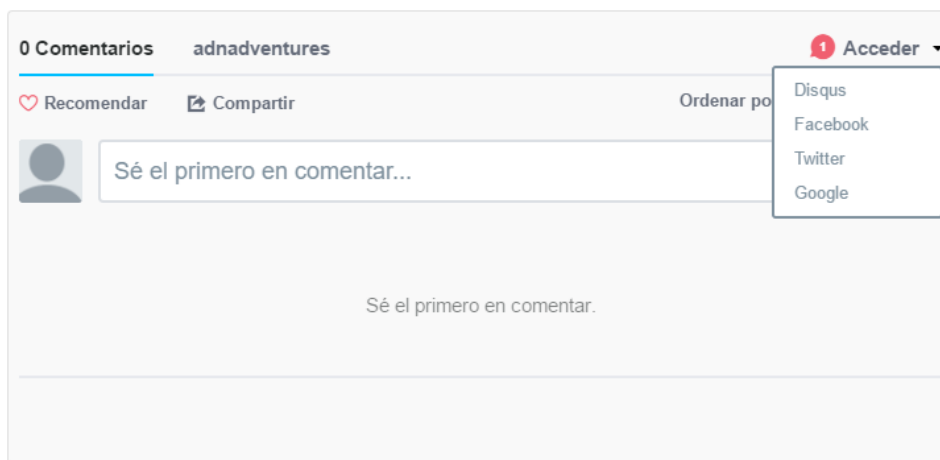 0 Comentarios adnadventures 1 Acceder
Recomendar Compartir Ordenar po
Disqus
Facebook
Twitter
Google
Sé el primero en comentar...
Sé el primero en comentar.